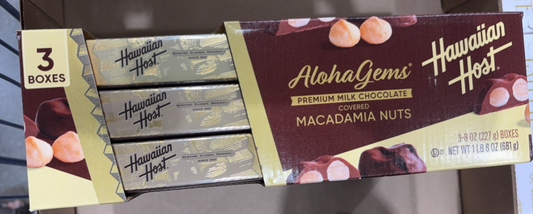 3
BOXES
Hawaiian
Host
Hawaiian
Host
Hawaiian
Host
AlohaGems®
PREMIUM MILK CHOCOLATE
COVERED
MACADAMIA NUTS
Hawaiian
Host®
3-8 OZ (227 g) BOXES
NET WT 1 LB 8 OZ (681g)